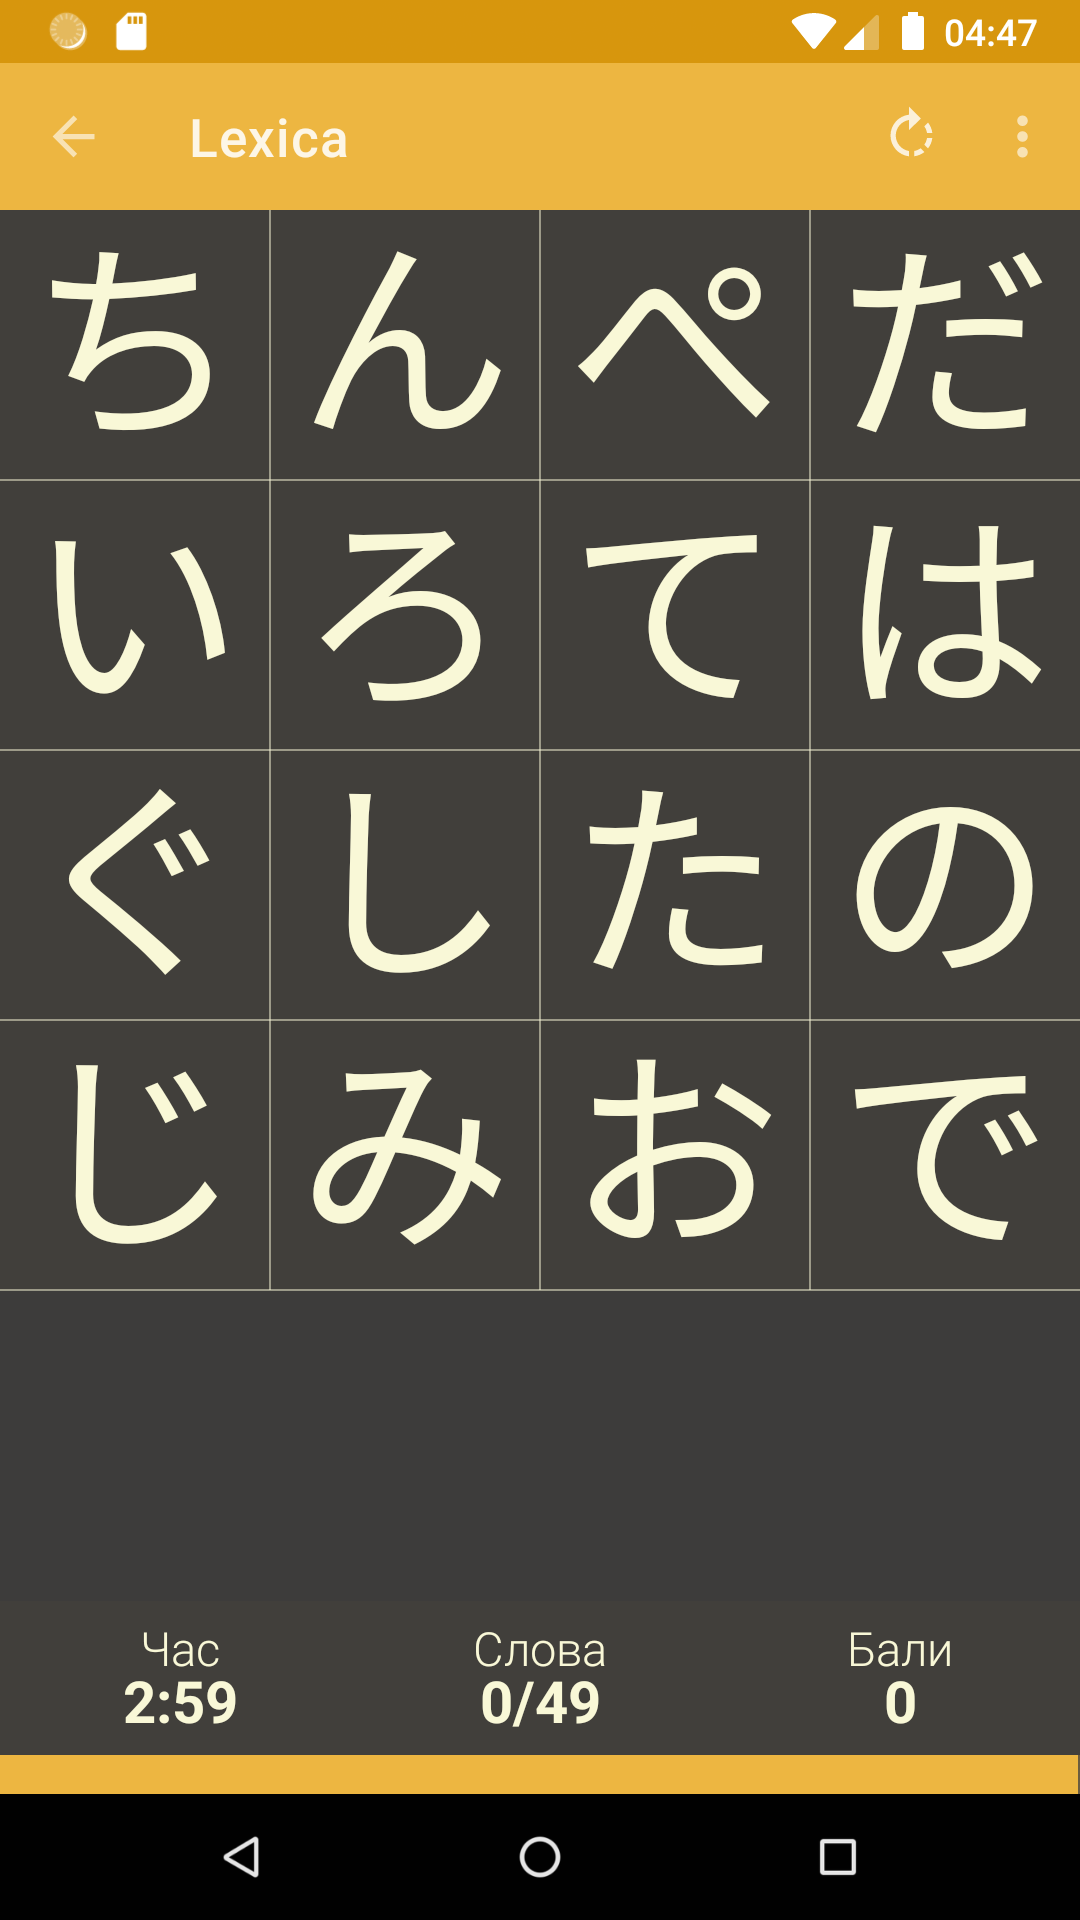 04:47
Lexica
ち ん ぺ だ
い ろ て は
ぐ し た の
じ み お で
Час Слова Бали
2:59 0/49 0